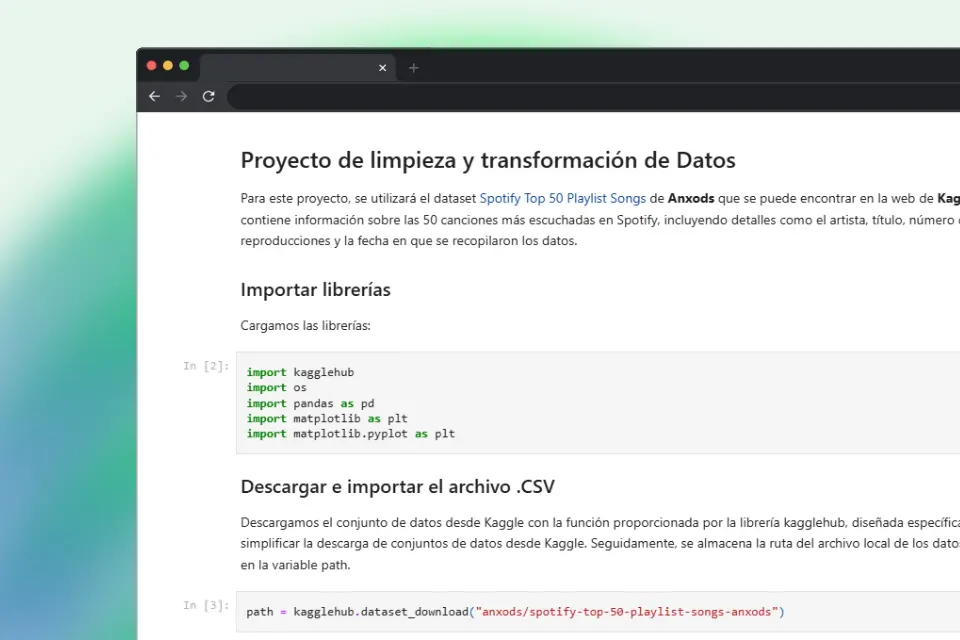 Proyecto de limpieza y transformación de Datos
Para este proyecto, se utilizará el dataset Spotify Top 50 Playlist Songs de Anxods que se puede encontrar en la web de Kag
contiene información sobre las 50 canciones más escuchadas en Spotify, incluyendo detalles como el artista, título, número
reproducciones y la fecha en que se recopilaron los datos.
Importar librerías
Cargamos las librerías:
In [2]:
import kagglehub
import os
import pandas as pd
import matplotlib as plt
import matplotlib.pyplot as plt
Descargar e importar el archivo .CSV
Descargamos el conjunto de datos desde Kaggle con la función proporcionada por la librería kagglehub, diseñada específica
simplificar la descarga de conjuntos de datos desde Kaggle. Seguidamente, se almacena la ruta del archivo local de los dato
en la variable path.
In [3]:
path = kagglehub.dataset_download("anxods/spotify-top-50-playlist-songs-anxods")